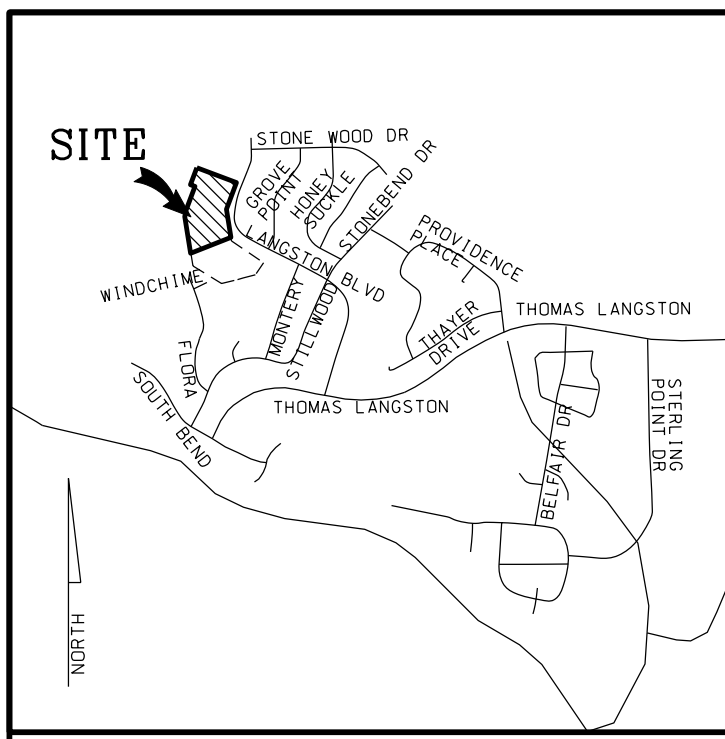 STONE WOOD DR
SITE
GROVE
POINT
HONEY
SUCKLE
STONEBEND DR
PROVIDENCE
PLACE
LANGSTON BLVD
WINDCHIME
MONTERY
STILLWOOD
THAYER
DRIVE
THOMAS LANGSTON
FLORA
SOUTH BEND
THOMAS LANGSTON
BELFAIR DR
STERLING
POINT DR
NORTH